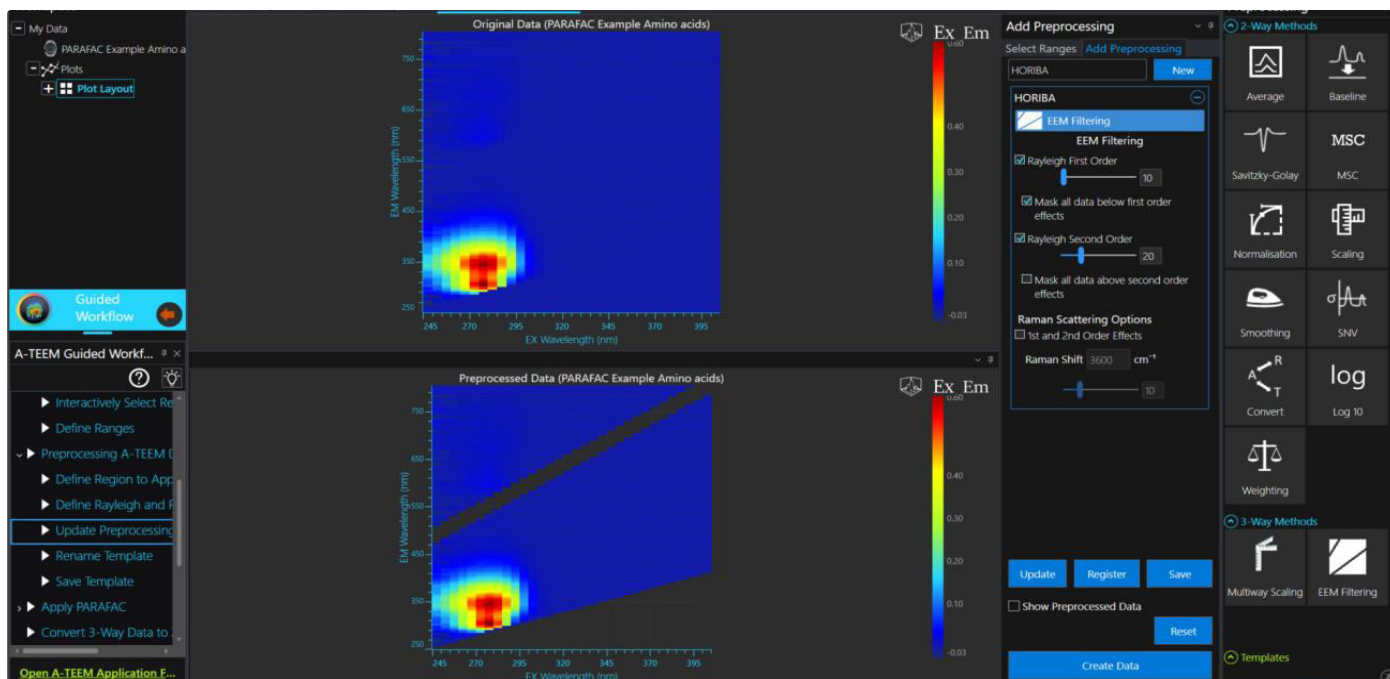 My Data
PARAFAC Example Amino a
Plots
Plot Layout
Guided
Workflow
A-TEEM Guided Workf...
Interactively Select Re
Define Ranges
Preprocessing A-TEEM D
Define Region to App
Define Rayleigh and R
Update Preprocessing
Rename Template
Save Template
Apply PARAFAC
Convert 3-Way Data to
Open A-TEEM Application F...
Original Data (PARAFAC Example Amino acids)
Ex_Em
EM Wavelength (nm)
750
650
550
450
350
250
245 270 295 320 345 370 395
EX Wavelength (nm)
0.60
0.40
0.30
0.20
0.10
-0.03
Preprocessed Data (PARAFAC Example Amino acids)
Ex_Em
EM Wavelength (nm)
750
650
550
450
350
250
245 270 295 320 345 370 395
EX Wavelength (nm)
0.60
0.40
0.30
0.20
0.10
-0.03
Add Preprocessing
Select Ranges Add Preprocessing
HORIBA New
HORIBA
EEM Filtering
EEM Filtering
Rayleigh First Order
10
Mask all data below first order
effects
Rayleigh Second Order
20
Mask all data above second order
effects
Raman Scattering Options
1st and 2nd Order Effects
Raman Shift 3600 cm⁻¹
10
Update Register Save
Show Preprocessed Data
Reset
Create Data
2-Way Methods
Average Baseline
MSC
Savitzky-Golay MSC
Normalisation Scaling
σ
Smoothing SNV
A R T log
Convert Log 10
Weighting
3-Way Methods
Multiway Scaling EEM Filtering
Templates